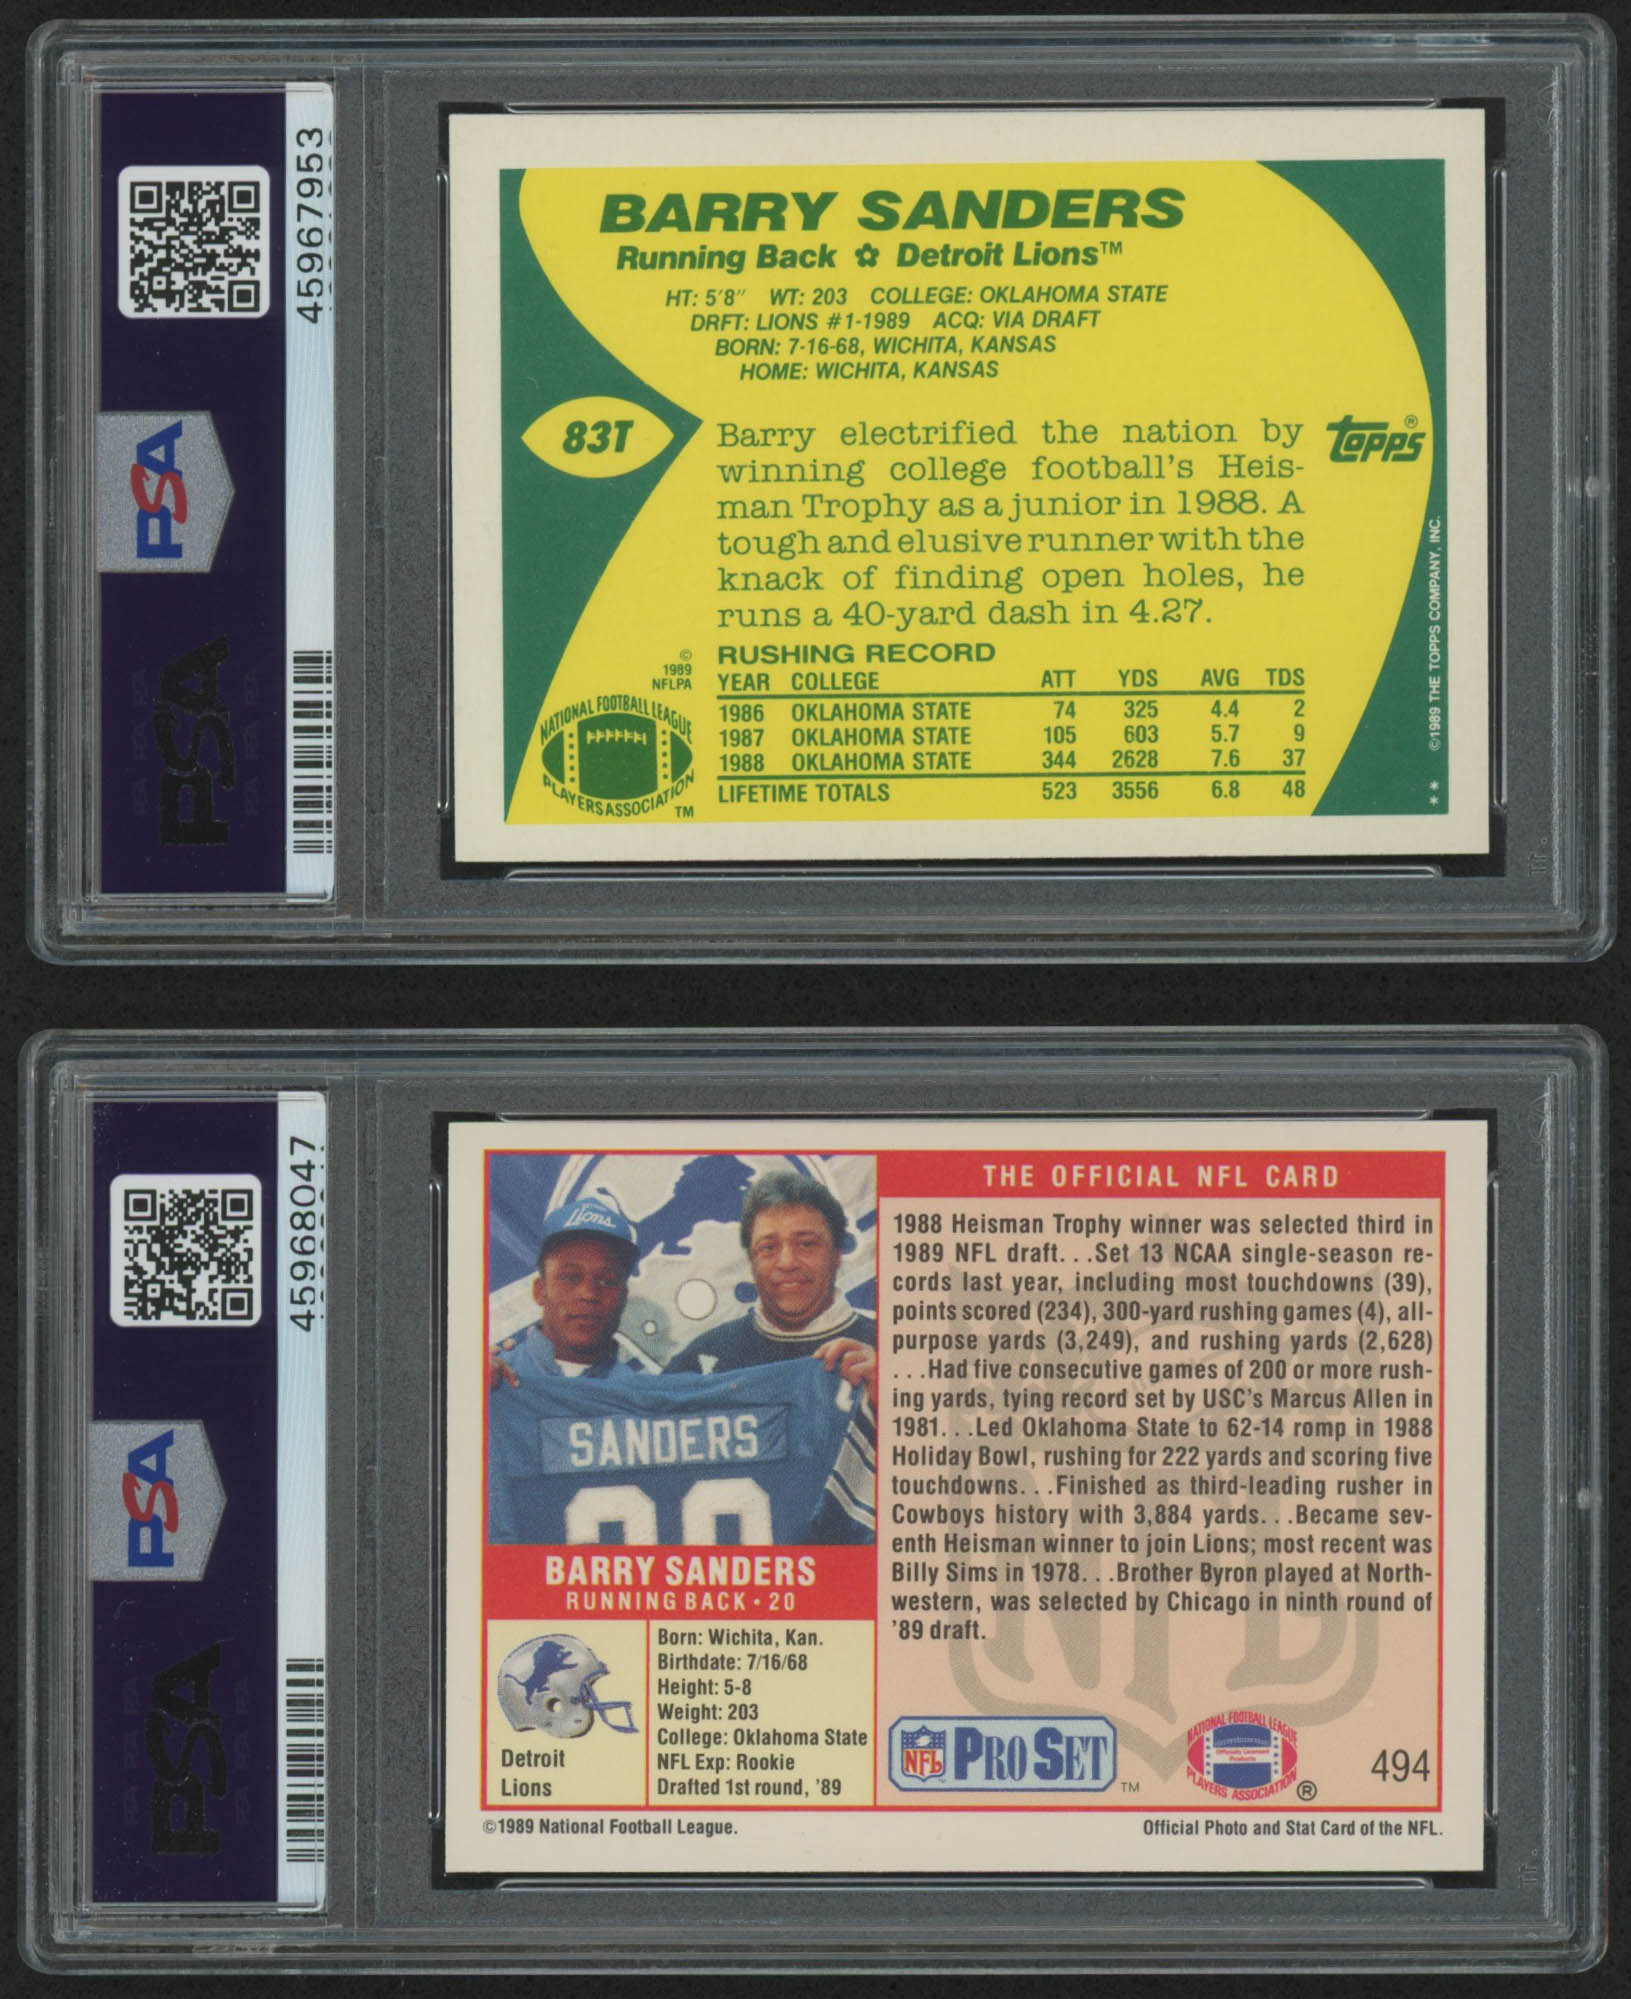 45967953
PSA
PSA
BARRY SANDERS
Running Back ✿ Detroit Lions™
HT: 5'8" WT: 203 COLLEGE: OKLAHOMA STATE
DRFT: LIONS #1-1989 ACQ: VIA DRAFT
BORN: 7-16-68, WICHITA, KANSAS
HOME: WICHITA, KANSAS
83T
Barry electrified the nation by
winning college football's Heis-
man Trophy as a junior in 1988. A
tough and elusive runner with the
knack of finding open holes, he
runs a 40-yard dash in 4.27.
Topps®
©1989 THE TOPPS COMPANY, INC.
**
©
1989
NFLPA
NATIONAL FOOTBALL LEAGUE
PLAYERS ASSOCIATION
TM
RUSHING RECORD
YEAR COLLEGE ATT YDS AVG TDS
1986 OKLAHOMA STATE 74 325 4.4 2
1987 OKLAHOMA STATE 105 603 5.7 9
1988 OKLAHOMA STATE 344 2628 7.6 37
LIFETIME TOTALS 523 3556 6.8 48
45968047
PSA
PSA
Lions
SANDERS
BARRY SANDERS
RUNNING BACK • 20
Detroit
Lions
Born: Wichita, Kan.
Birthdate: 7/16/68
Height: 5-8
Weight: 203
College: Oklahoma State
NFL Exp: Rookie
Drafted 1st round, '89
THE OFFICIAL NFL CARD
1988 Heisman Trophy winner was selected third in
1989 NFL draft. . .Set 13 NCAA single-season re-
cords last year, including most touchdowns (39),
points scored (234), 300-yard rushing games (4), all-
purpose yards (3,249), and rushing yards (2,628)
. . .Had five consecutive games of 200 or more rush-
ing yards, tying record set by USC's Marcus Allen in
1981. . .Led Oklahoma State to 62-14 romp in 1988
Holiday Bowl, rushing for 222 yards and scoring five
touchdowns. . .Finished as third-leading rusher in
Cowboys history with 3,884 yards. . .Became sev-
enth Heisman winner to join Lions; most recent was
Billy Sims in 1978. . .Brother Byron played at North-
western, was selected by Chicago in ninth round of
'89 draft.
NFL
NFL PRO SET TM
NATIONAL FOOTBALL LEAGUE
Officially Licensed
Products
PLAYERS ASSOCIATION ®
494
©1989 National Football League.
Official Photo and Stat Card of the NFL.